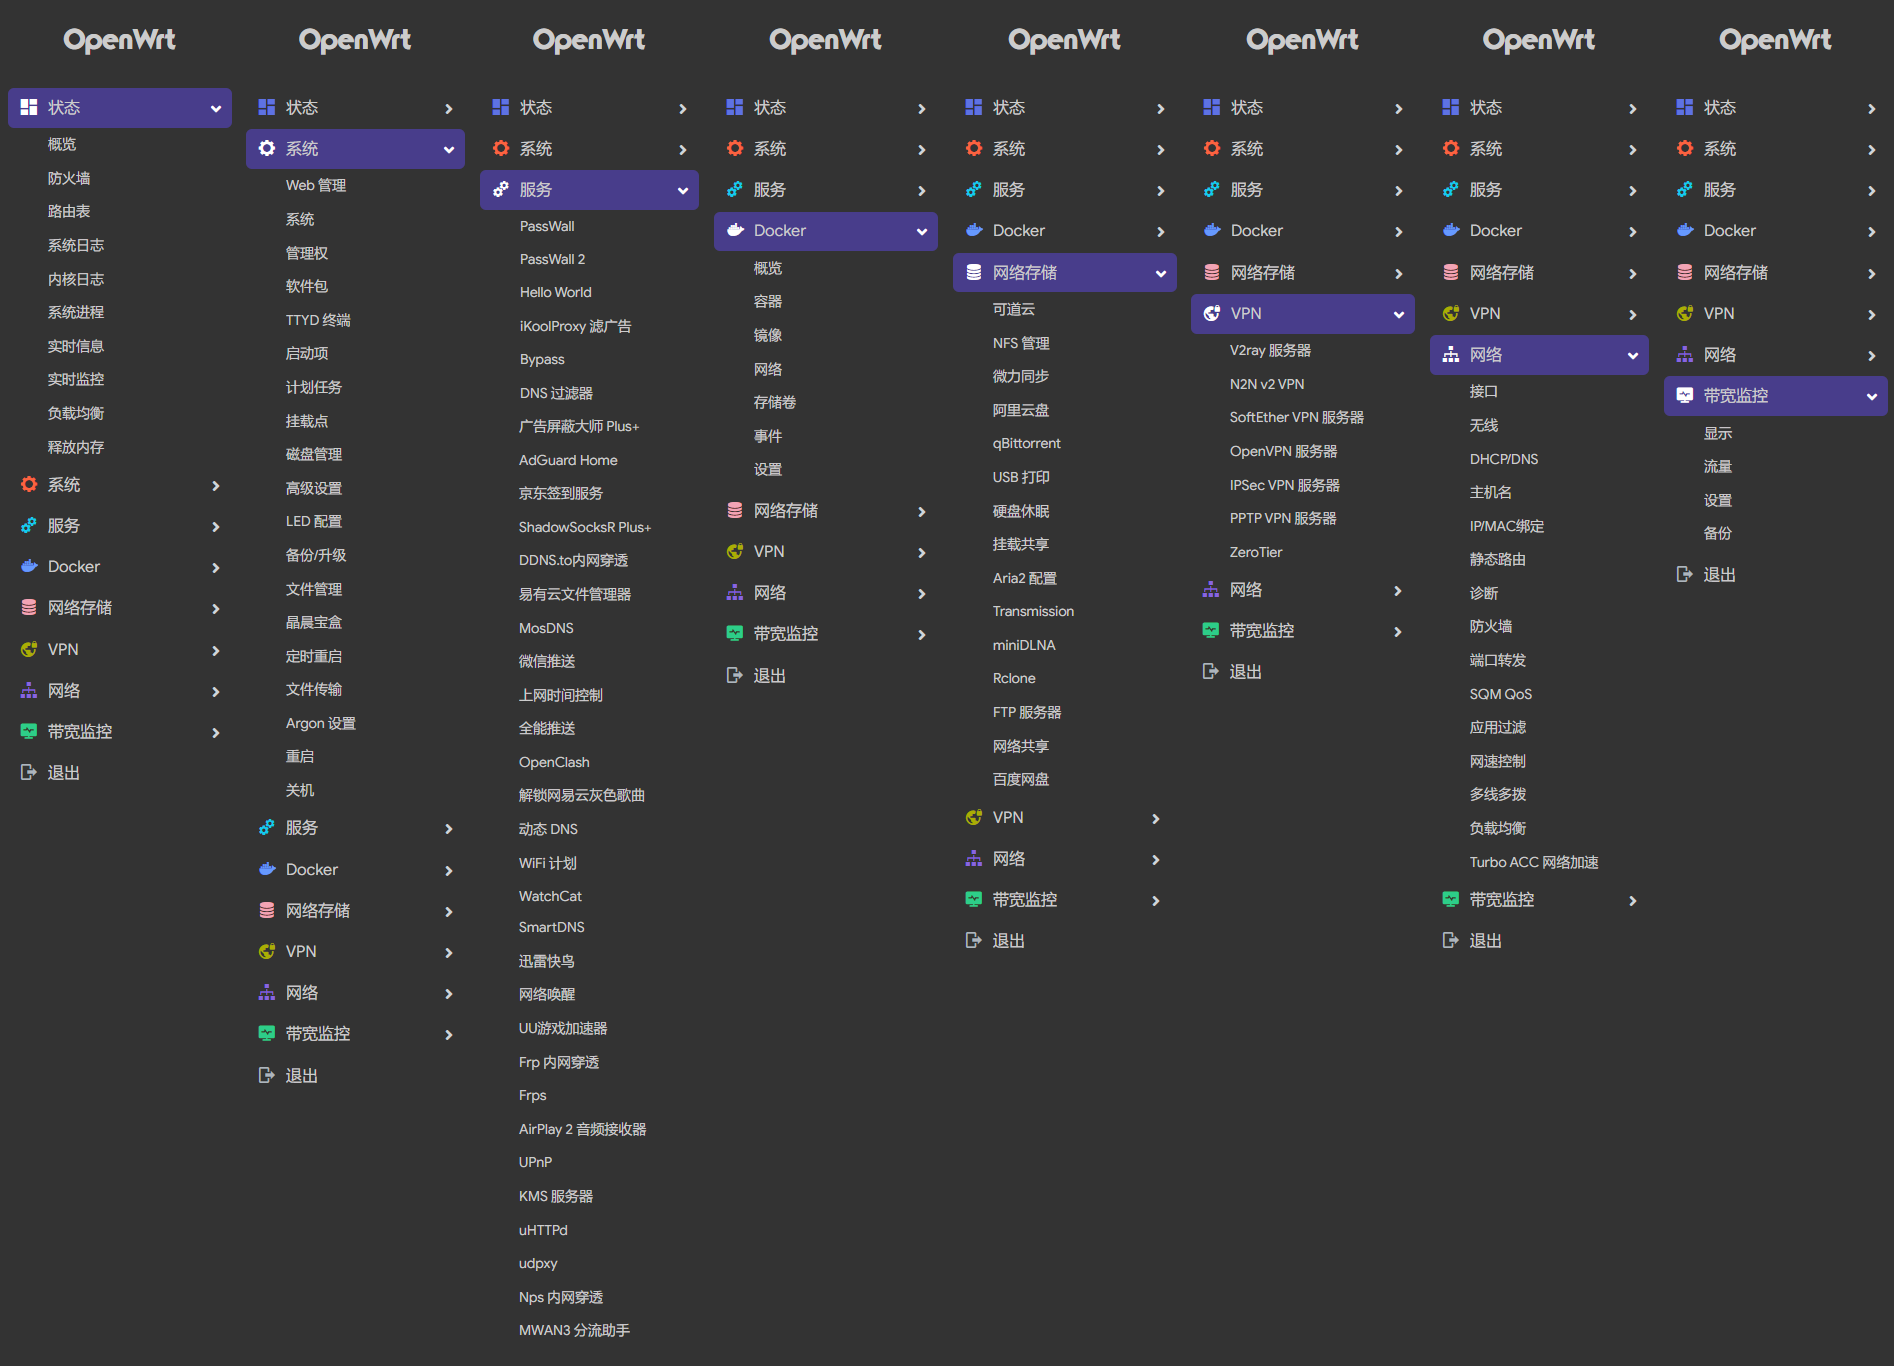 OpenWrt
状态
概览
防火墙
路由表
系统日志
内核日志
系统进程
实时信息
实时监控
负载均衡
释放内存
系统
服务
Docker
网络存储
VPN
网络
带宽监控
退出
OpenWrt
状态
系统
Web 管理
系统
管理权
软件包
TTYD 终端
启动项
计划任务
挂载点
磁盘管理
高级设置
LED 配置
备份/升级
文件管理
晶晨宝盒
定时重启
文件传输
Argon 设置
重启
关机
服务
Docker
网络存储
VPN
网络
带宽监控
退出
OpenWrt
状态
系统
服务
PassWall
PassWall 2
Hello World
iKoolProxy 滤广告
Bypass
DNS 过滤器
广告屏蔽大师 Plus+
AdGuard Home
京东签到服务
ShadowSocksR Plus+
DDNS.to内网穿透
易有云文件管理器
MosDNS
微信推送
上网时间控制
全能推送
OpenClash
解锁网易云灰色歌曲
动态 DNS
WiFi 计划
WatchCat
SmartDNS
迅雷快鸟
网络唤醒
UU游戏加速器
Frp 内网穿透
Frps
AirPlay 2 音频接收器
UPnP
KMS 服务器
uHTTPd
udpxy
Nps 内网穿透
MWAN3 分流助手
OpenWrt
状态
系统
服务
Docker
概览
容器
镜像
网络
存储卷
事件
设置
网络存储
VPN
网络
带宽监控
退出
OpenWrt
状态
系统
服务
Docker
网络存储
可道云
NFS 管理
微力同步
阿里云盘
qBittorrent
USB 打印
硬盘休眠
挂载共享
Aria2 配置
Transmission
miniDLNA
Rclone
FTP 服务器
网络共享
百度网盘
VPN
网络
带宽监控
退出
OpenWrt
状态
系统
服务
Docker
网络存储
VPN
V2ray 服务器
N2N v2 VPN
SoftEther VPN 服务器
OpenVPN 服务器
IPSec VPN 服务器
PPTP VPN 服务器
ZeroTier
网络
带宽监控
退出
OpenWrt
状态
系统
服务
Docker
网络存储
VPN
网络
接口
无线
DHCP/DNS
主机名
IP/MAC绑定
静态路由
诊断
防火墙
端口转发
SQM QoS
应用过滤
网速控制
多线多拨
负载均衡
Turbo ACC 网络加速
带宽监控
退出
OpenWrt
状态
系统
服务
Docker
网络存储
VPN
网络
带宽监控
显示
流量
设置
备份
退出